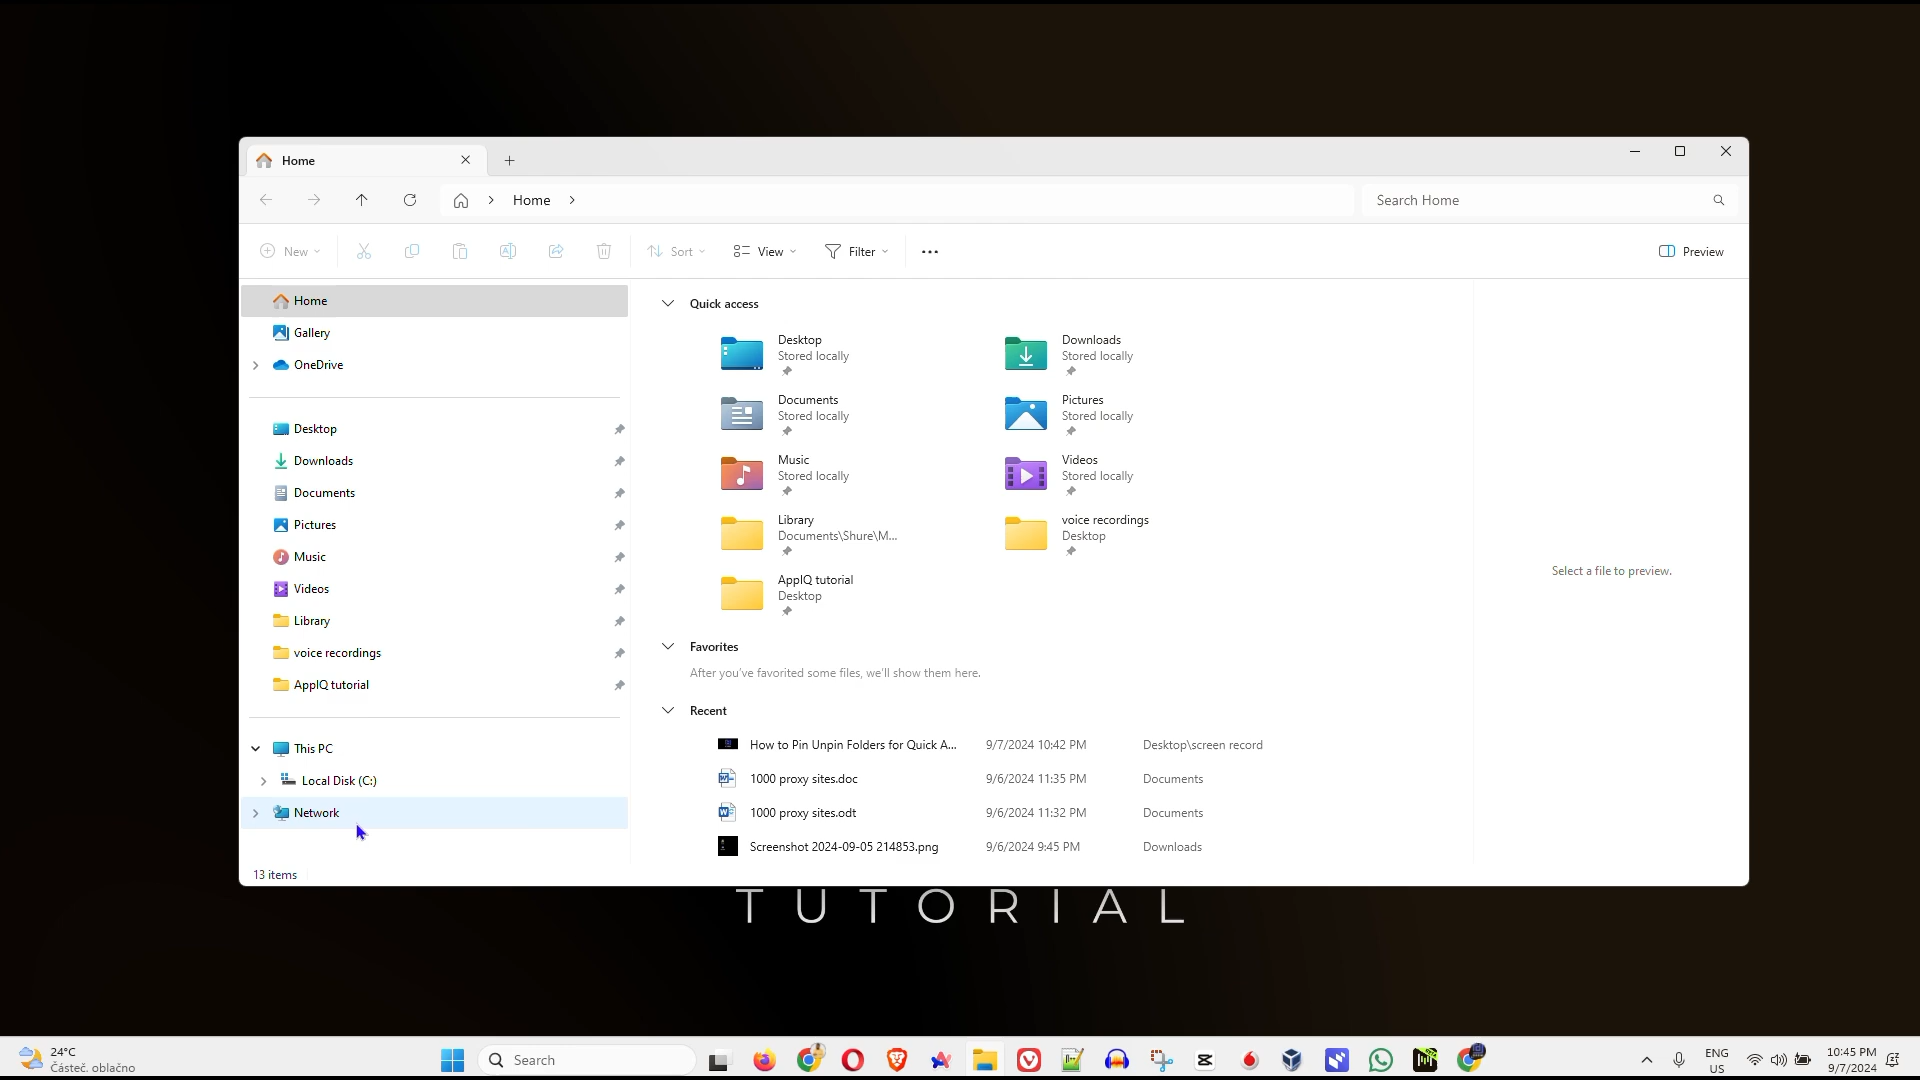 Home
Home
Search Home
New
Sort
View
Filter
Preview
Home
Gallery
OneDrive
Desktop
Downloads
Documents
Pictures
Music
Videos
Library
voice recordings
AppIQ tutorial
This PC
Local Disk (C:)
Network
Quick access
Desktop
Stored locally
Downloads
Stored locally
Documents
Stored locally
Pictures
Stored locally
Music
Stored locally
Videos
Stored locally
Library
Documents\Shure\M...
voice recordings
Desktop
AppIQ tutorial
Desktop
Favorites
After you've favorited some files, we'll show them here.
Recent
How to Pin Unpin Folders for Quick A... 9/7/2024 10:42 PM Desktop\screen record
1000 proxy sites.doc 9/6/2024 11:35 PM Documents
1000 proxy sites.odt 9/6/2024 11:32 PM Documents
Screenshot 2024-09-05 214853.png 9/6/2024 9:45 PM Downloads
Select a file to preview.
13 items
TUTORIAL
24°C
Částeč. oblačno
Search
ENG
US
10:45 PM
9/7/2024